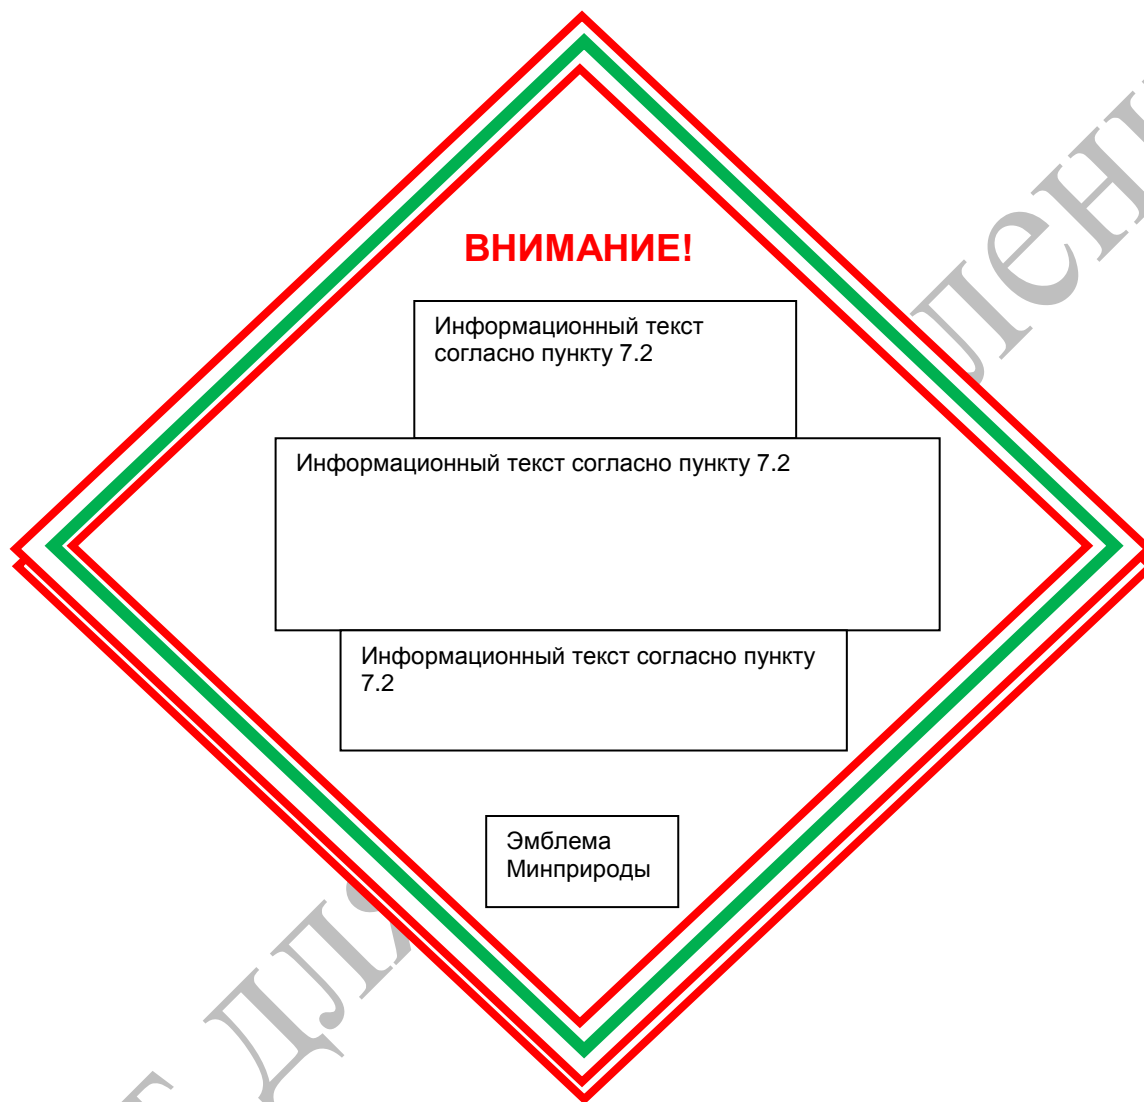 ВНИМАНИЕ!
Информационный текст
согласно пункту 7.2
Информационный текст согласно пункту 7.2
Информационный текст согласно пункту
7.2
Эмблема
Минприроды
для